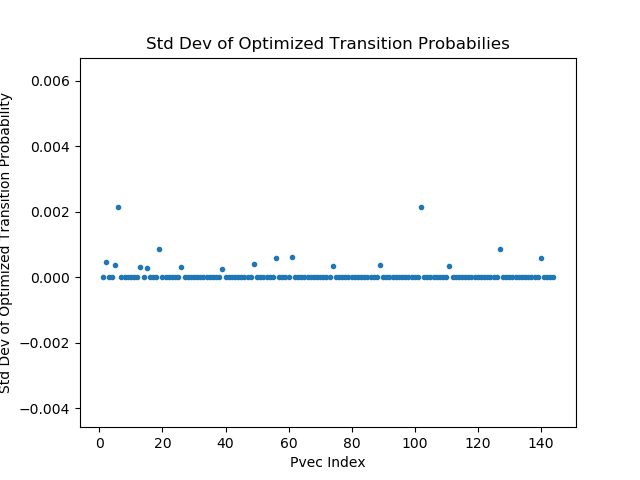 Std Dev of Optimized Transition Probabilies
Std Dev of Optimized Transition Probability
0.006
0.004
0.002
0.000
−0.002
−0.004
0 20 40 60 80 100 120 140
Pvec Index